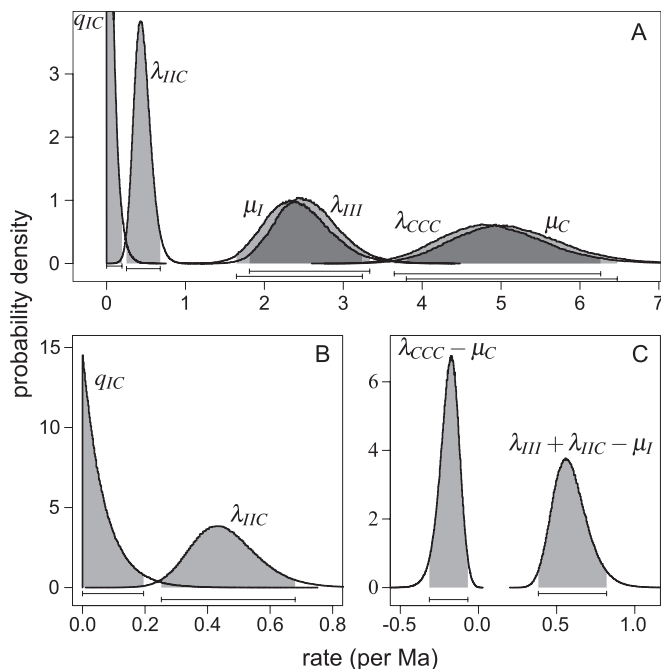 A
q_IC
λ_IIC
μ_I
λ_III
λ_CCC
μ_C
3
2
1
0
0 1 2 3 4 5 6 7
probability density
B
q_IC
λ_IIC
15
10
5
0
0.0 0.2 0.4 0.6 0.8
C
λ_CCC − μ_C
λ_III + λ_IIC − μ_I
6
4
2
0
-0.5 0.0 0.5 1.0
rate (per Ma)